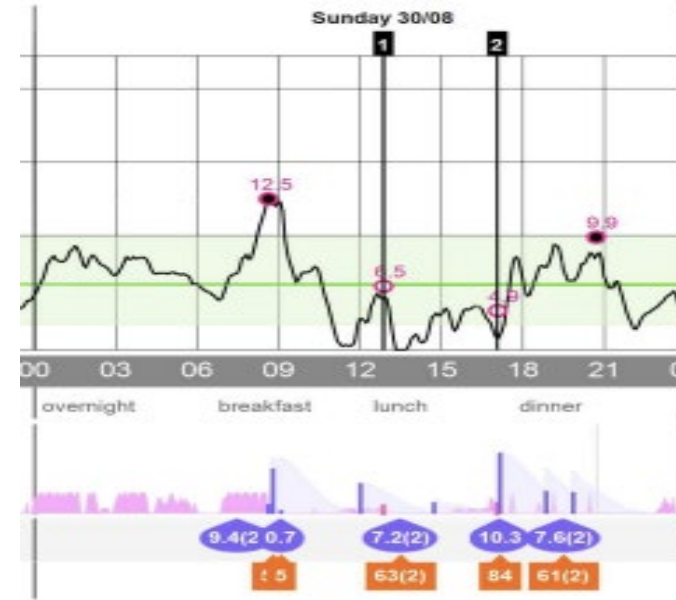 Sunday 30/08
1 2
12.5
9.9
6.5
4.9
00 03 06 09 12 15 18 21
overnight breakfast lunch dinner
9.4(2 0.7 7.2(2) 10.3 7.6(2)
5 63(2) 84 61(2)